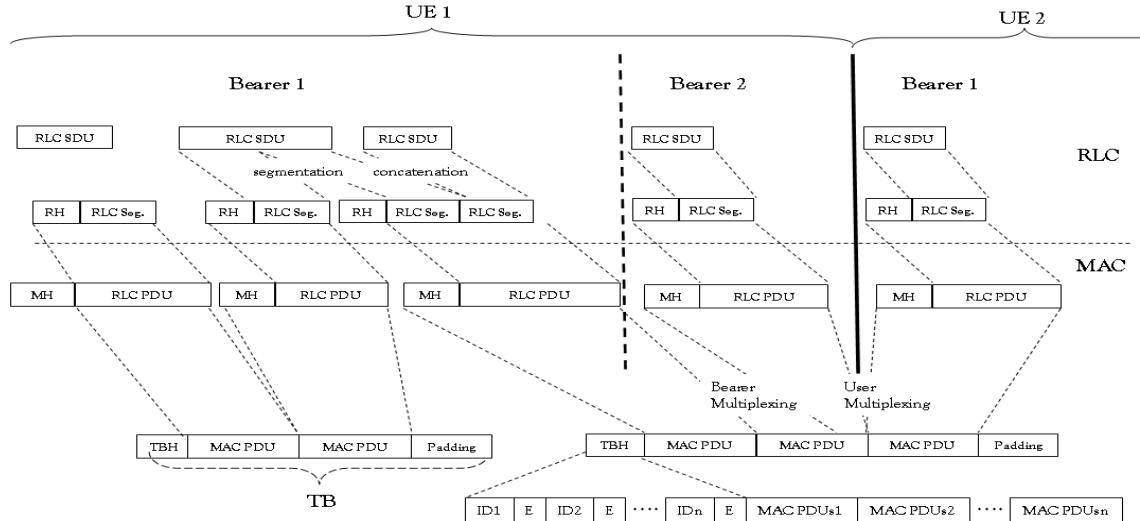 UE 1 UE 2
Bearer 1 Bearer 2 Bearer 1
RLC SDU RLC SDU RLC SDU RLC SDU RLC SDU
RLC
segmentation concatenation
RH RLC Seg. RH RLC Seg. RH RLC Seg. RLC Seg. RH RLC Seg. RH RLC Seg.
MAC
MH RLC PDU MH RLC PDU MH RLC PDU MH RLC PDU MH RLC PDU
Bearer User
Multiplexing Multiplexing
TBH MAC PDU MAC PDU Padding TBH MAC PDU MAC PDU MAC PDU Padding
TB
ID1 E ID2 E .... IDn E MAC PDUs1 MAC PDUs2 .... MAC PDUsn